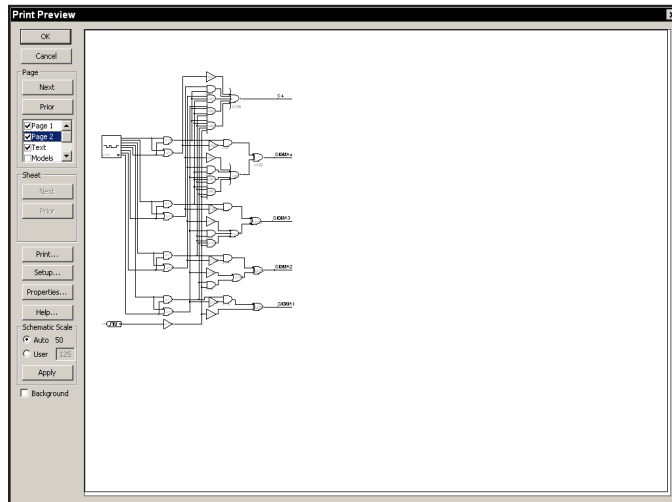 Print Preview
OK
Cancel
Page
Next
Prior
Page 1
Page 2
Text
Models
Sheet
Next
Prior
Print...
Setup...
Properties...
Help...
Schematic Scale
Auto 50
User 125
Apply
Background
C4
SIGMA4
SIGMA3
SIGMA2
SIGMA1